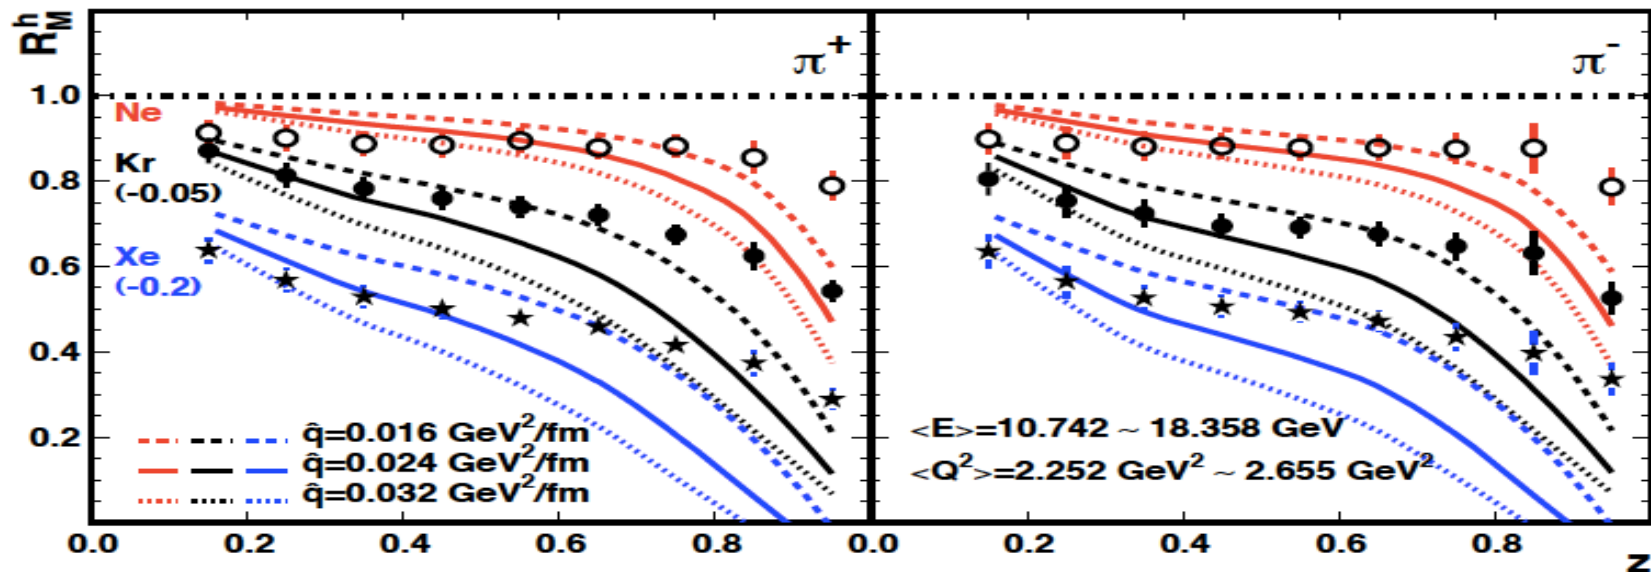 R_M^h
π⁺
π⁻
1.0
0.8
0.6
0.4
0.2
Ne
Kr
(-0.05)
Xe
(-0.2)
q̂=0.016 GeV²/fm
q̂=0.024 GeV²/fm
q̂=0.032 GeV²/fm
<E>=10.742 ~ 18.358 GeV
<Q²>=2.252 GeV² ~ 2.655 GeV²
0.0 0.2 0.4 0.6 0.8 0.0 0.2 0.4 0.6 0.8 z